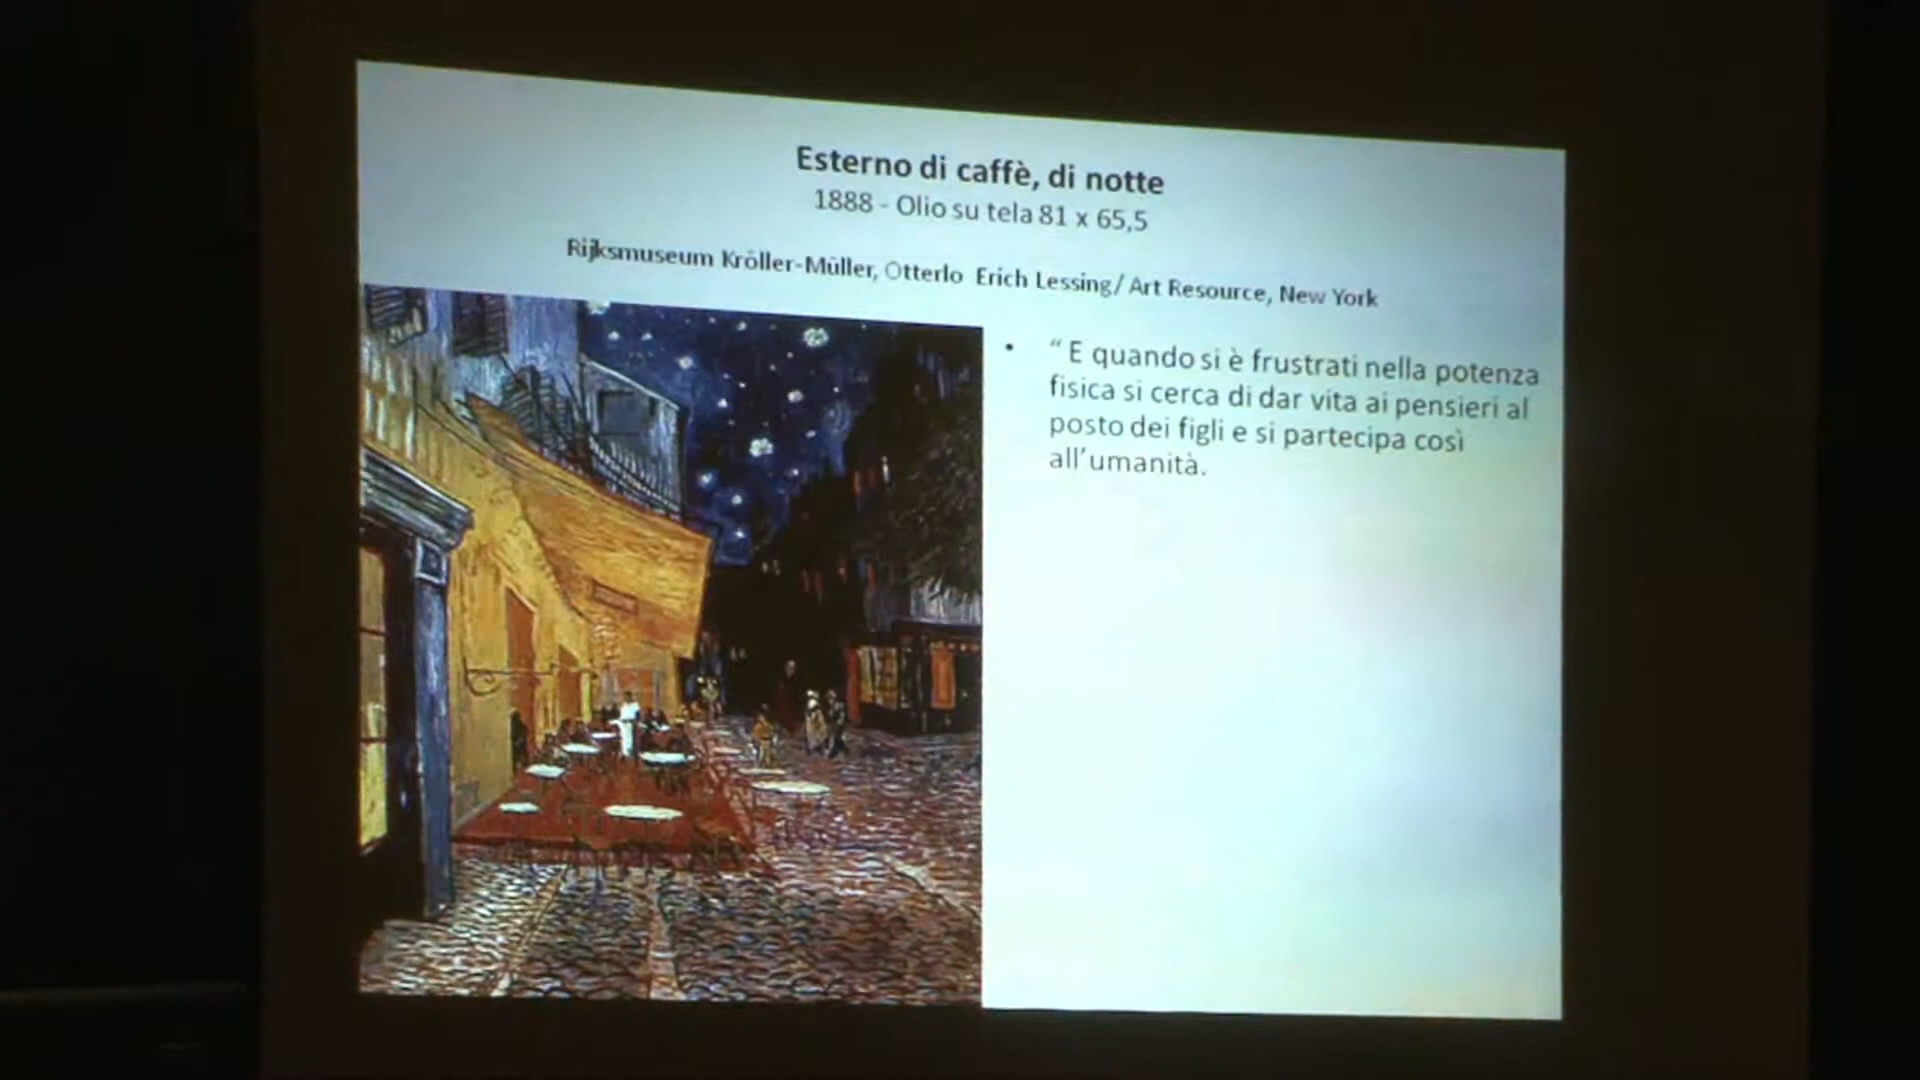 Esterno di caffè, di notte
1888 - Olio su tela 81 x 65,5
Rijksmuseum Kröller-Müller, Otterlo Erich Lessing/ Art Resource, New York
• “ E quando si è frustrati nella potenza
fisica si cerca di dar vita ai pensieri al
posto dei figli e si partecipa così
all’umanità.